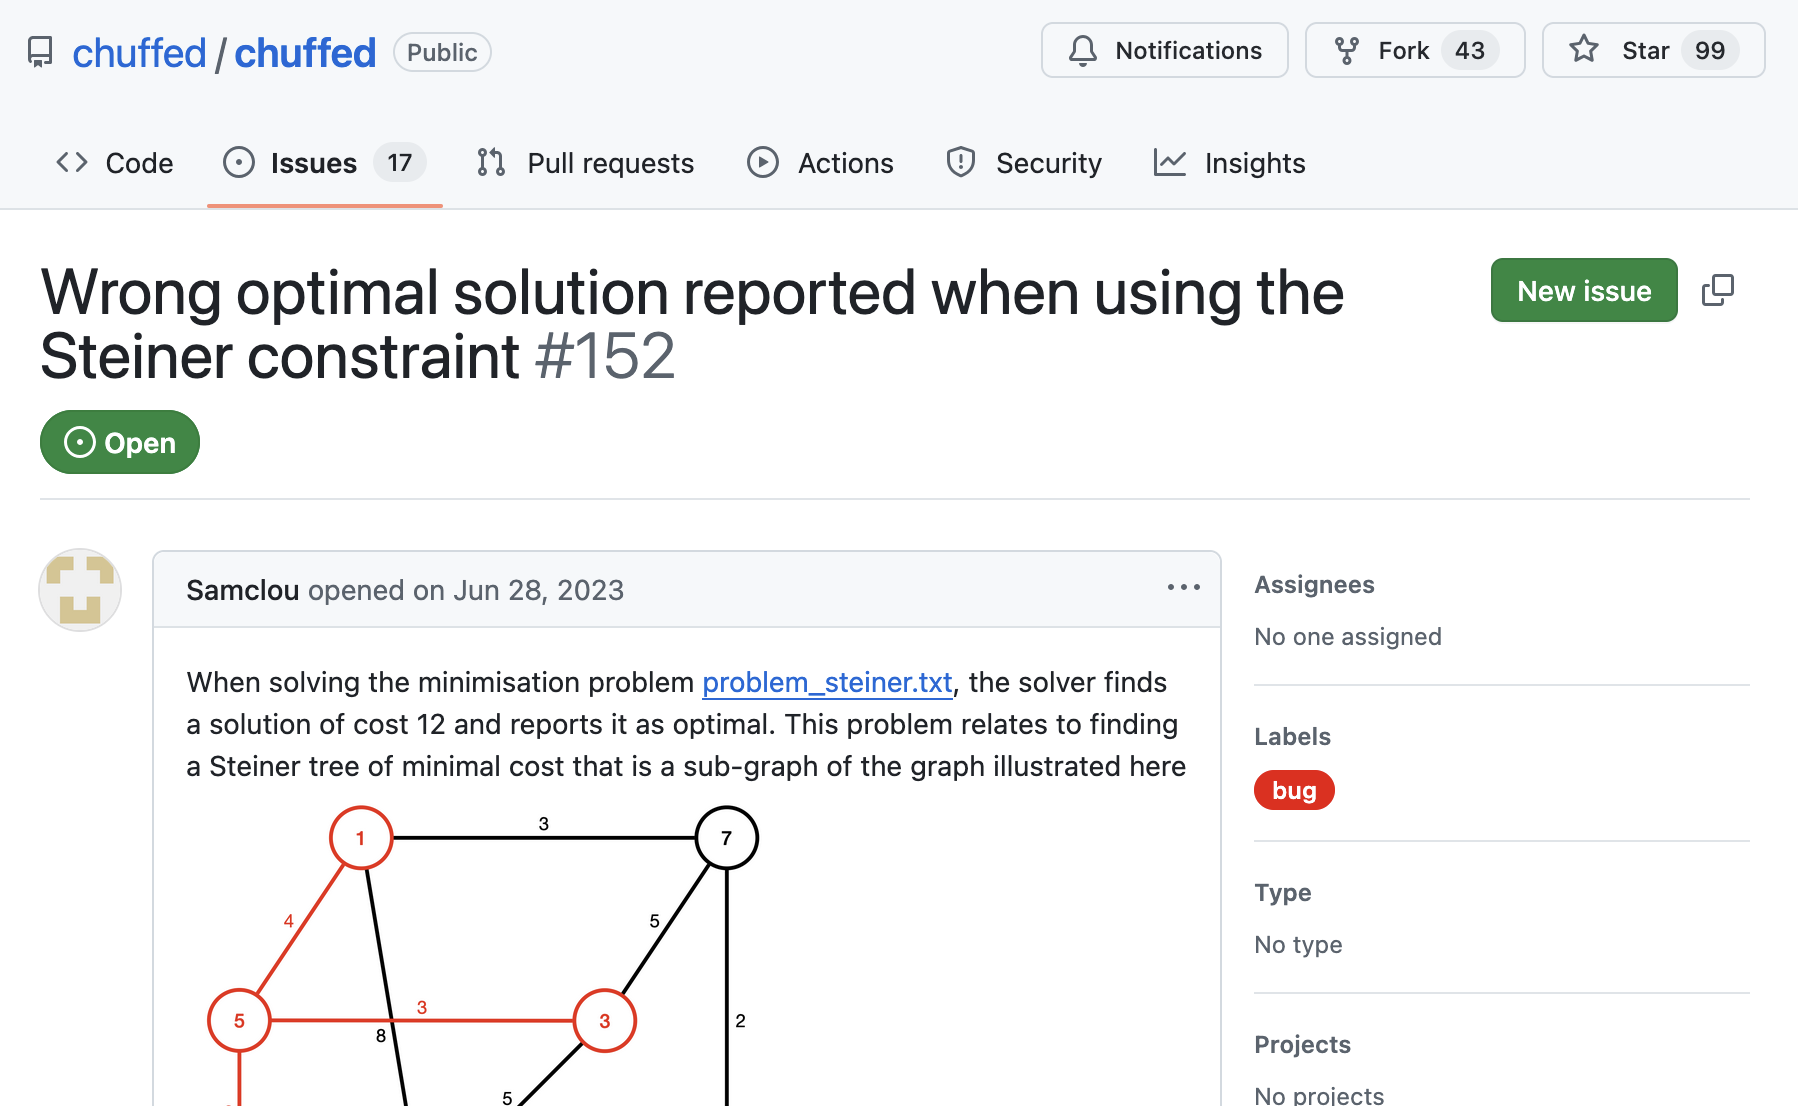 chuffed / chuffed Public
Notifications Fork 43 Star 99
Code Issues 17 Pull requests Actions Security Insights
Wrong optimal solution reported when using the
Steiner constraint #152
New issue
Open
Samclou opened on Jun 28, 2023
When solving the minimisation problem problem_steiner.txt, the solver finds
a solution of cost 12 and reports it as optimal. This problem relates to finding
a Steiner tree of minimal cost that is a sub-graph of the graph illustrated here
3
1
7
4
5
3
5
3
8
2
5
Assignees
No one assigned
Labels
bug
Type
No type
Projects
No projects